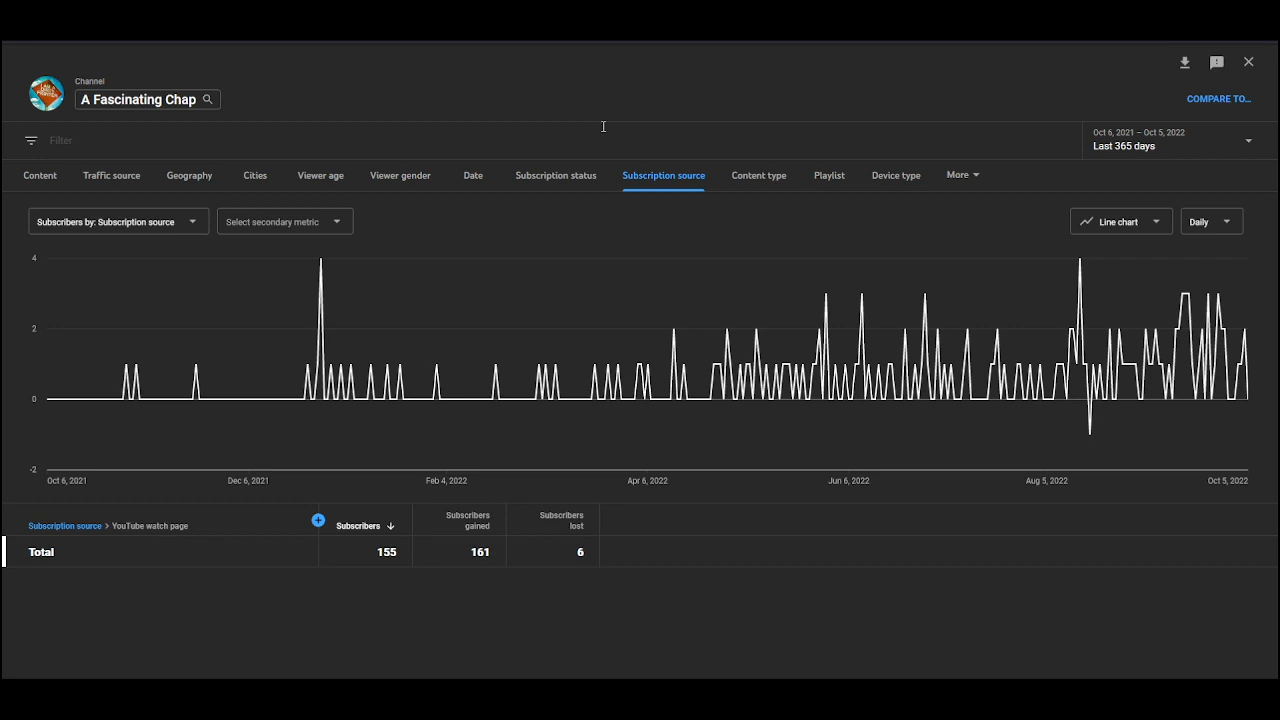 Channel
A Fascinating Chap
COMPARE TO...
Filter
Oct 6, 2021 – Oct 5, 2022
Last 365 days
Content Traffic source Geography Cities Viewer age Viewer gender Date Subscription status Subscription source Content type Playlist Device type More
Subscribers by: Subscription source Select secondary metric Line chart Daily
4
2
0
-2
Oct 6, 2021 Dec 6, 2021 Feb 4, 2022 Apr 6, 2022 Jun 6, 2022 Aug 5, 2022 Oct 5, 2022
Subscription source > YouTube watch page Subscribers Subscribers gained Subscribers lost
Total 155 161 6